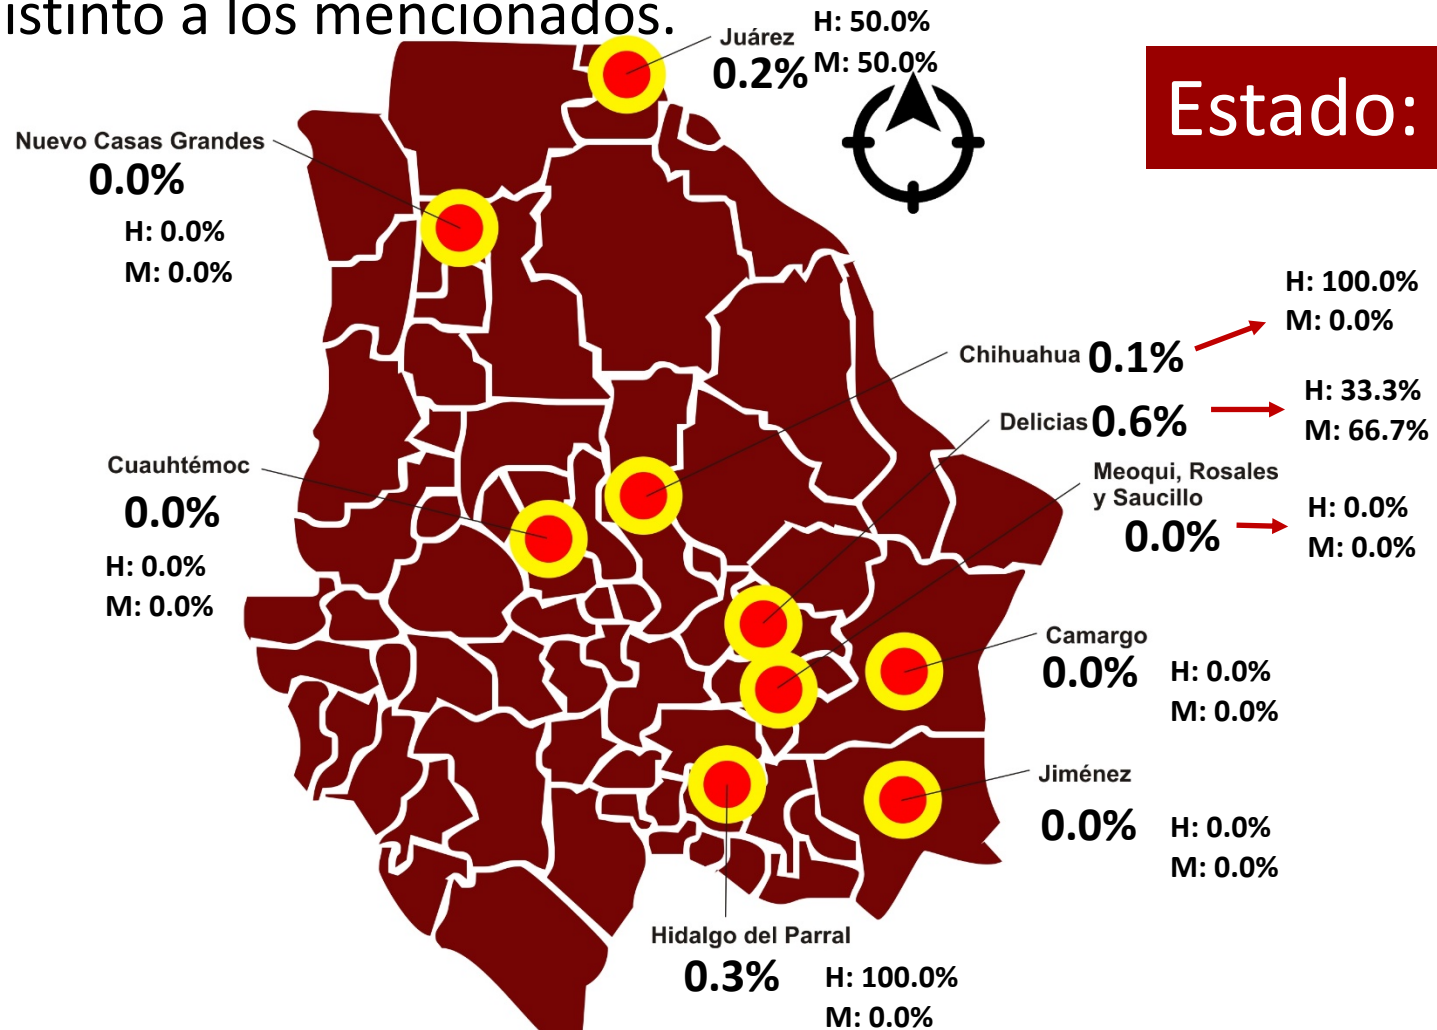 istinto a los mencionados.
Estado:
Juárez
0.2%
H: 50.0%
M: 50.0%
Nuevo Casas Grandes
0.0%
H: 0.0%
M: 0.0%
Chihuahua 0.1%
H: 100.0%
M: 0.0%
Delicias 0.6%
H: 33.3%
M: 66.7%
Meoqui, Rosales
y Saucillo
0.0%
H: 0.0%
M: 0.0%
Cuauhtémoc
0.0%
H: 0.0%
M: 0.0%
Camargo
0.0%
H: 0.0%
M: 0.0%
Jiménez
0.0%
H: 0.0%
M: 0.0%
Hidalgo del Parral
0.3%
H: 100.0%
M: 0.0%